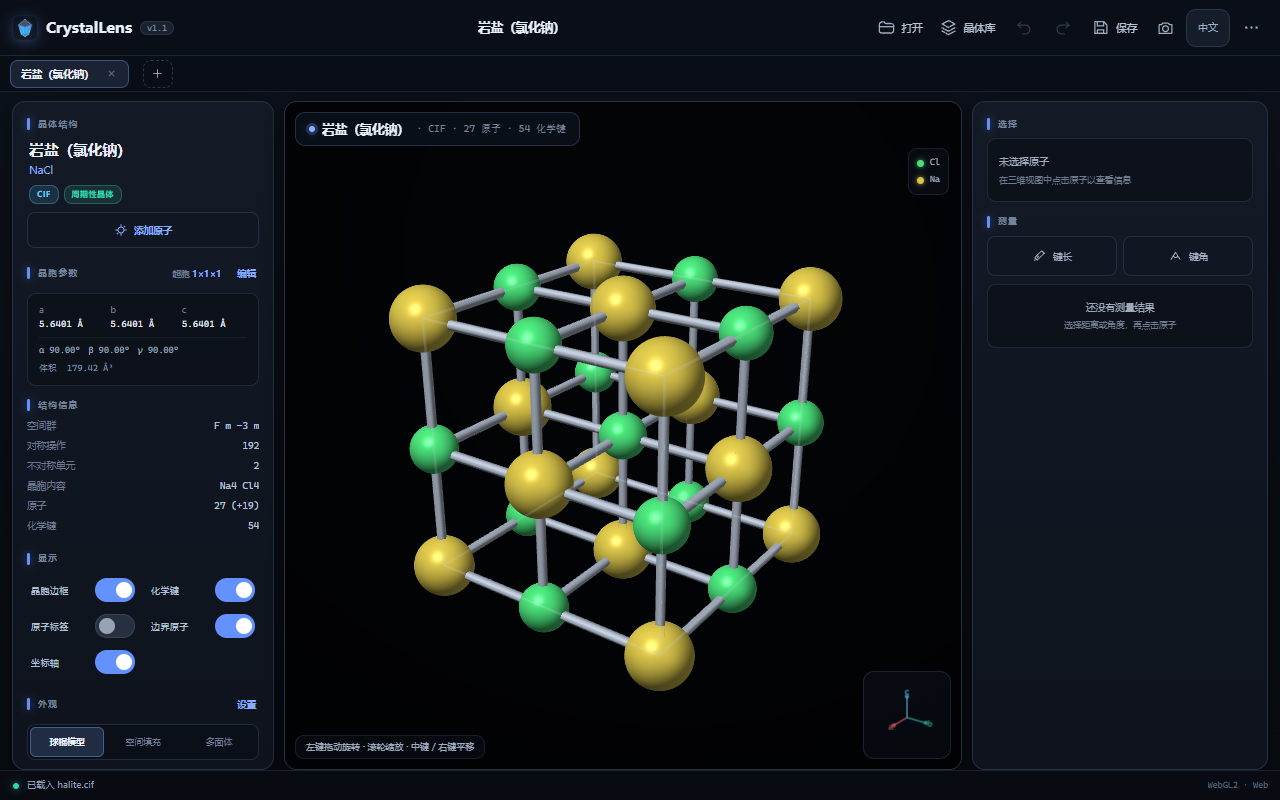 CrystalLens v1.1
岩盐（氯化钠）
打开 晶体库 保存 中文
岩盐（氯化钠） × +
晶体结构
岩盐（氯化钠）
NaCl
CIF 周期性晶体
添加原子
晶胞参数 超胞 1×1×1 编辑
a b c
5.6401 Å 5.6401 Å 5.6401 Å
α 90.00° β 90.00° γ 90.00°
体积 179.42 Å³
结构信息
空间群 F m -3 m
对称操作 192
不对称单元 2
晶胞内容 Na4 Cl4
原子 27 (+19)
化学键 54
显示
晶胞边框 化学键
原子标签 边界原子
坐标轴
外观 设置
球棍模型 空间填充 多面体
岩盐（氯化钠） · CIF · 27 原子 · 54 化学键
Cl
Na
左键拖动旋转 · 滚轮缩放 · 中键 / 右键平移
选择
未选择原子
在三维视图中点击原子以查看信息
测量
键长 键角
还没有测量结果
选择距离或角度，再点击原子
已载入 halite.cif
WebGL2 · Web